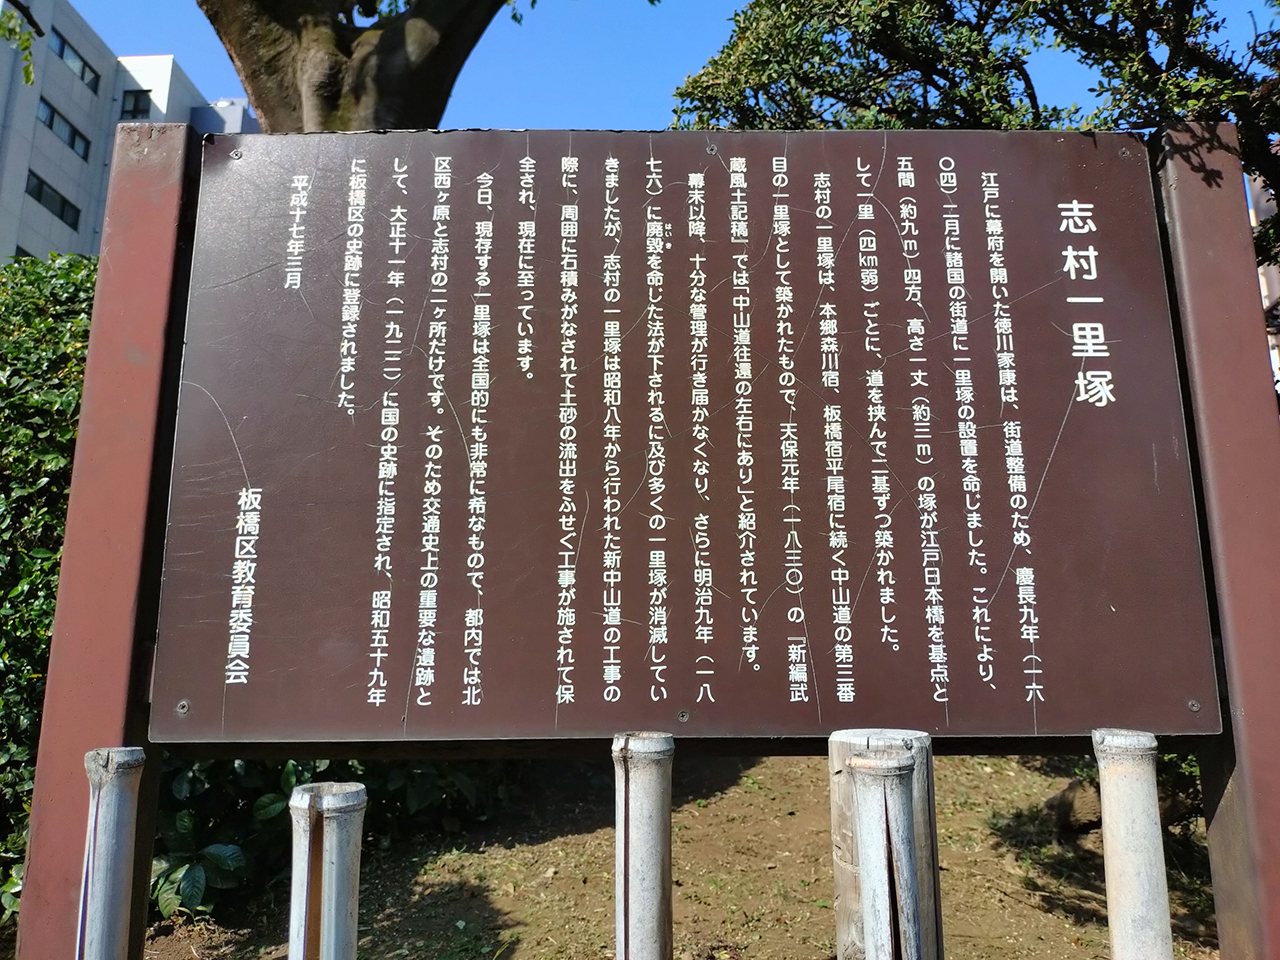 志村一里塚
江戸に幕府を開いた徳川家康は、街道整備のため、慶長九年（一六
〇四）二月に諸国の街道に一里塚の設置を命じました。これにより、
五間（約九ｍ）四方、高さ一丈（約三ｍ）の塚が江戸日本橋を基点と
して一里（四㎞弱）ごとに、道を挟んで二基ずつ築かれました。
志村の一里塚は、本郷森川宿、板橋宿平尾宿に続く中山道の第三番
目の一里塚として築かれたもので、天保元年（一八三〇）の『新編武
蔵風土記稿』では「中山道往還の左右にあり」と紹介されています。
幕末以降、十分な管理が行き届かなくなり、さらに明治九年（一八
七六）に廃毀を命じた法が下されるに及び多くの一里塚が消滅してい
はいき
きましたが、志村の一里塚は昭和八年から行われた新中山道の工事の
際に、周囲に石積みがなされて土砂の流出をふせぐ工事が施されて保
全され、現在に至っています。
今日、現存する一里塚は全国的にも非常に希なもので、都内では北
区西ヶ原と志村の二ヶ所だけです。そのため交通史上の重要な遺跡と
して、大正十一年（一九二二）に国の史跡に指定され、昭和五十九年
に板橋区の史跡に登録されました。
平成十七年三月
板橋区教育委員会